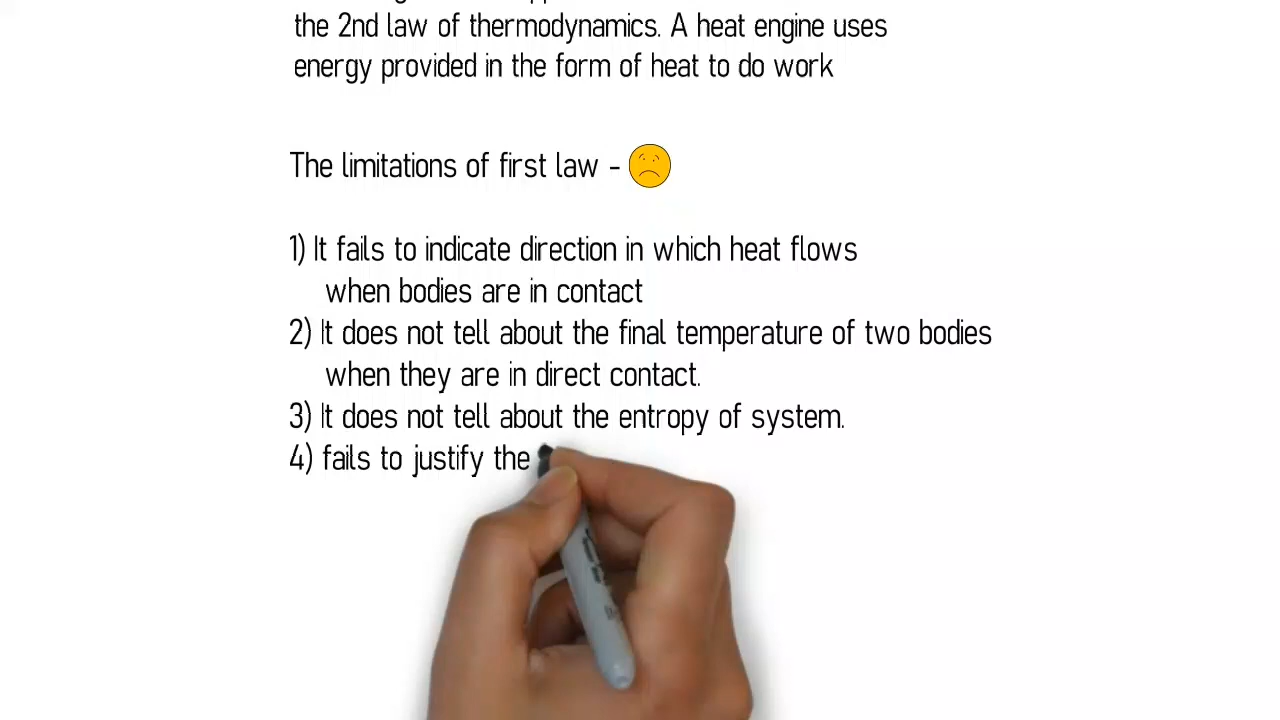 the 2nd law of thermodynamics. A heat engine uses
energy provided in the form of heat to do work
The limitations of first law -
1) It fails to indicate direction in which heat flows
when bodies are in contact
2) It does not tell about the final temperature of two bodies
when they are in direct contact.
3) It does not tell about the entropy of system.
4) fails to justify the